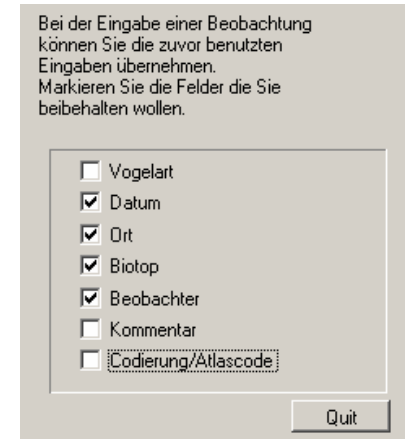 Bei der Eingabe einer Beobachtung
können Sie die zuvor benutzten
Eingaben übernehmen.
Markieren Sie die Felder die Sie
beibehalten wollen.
Vogelart
Datum
Ort
Biotop
Beobachter
Kommentar
Codierung/Atlascode
Quit